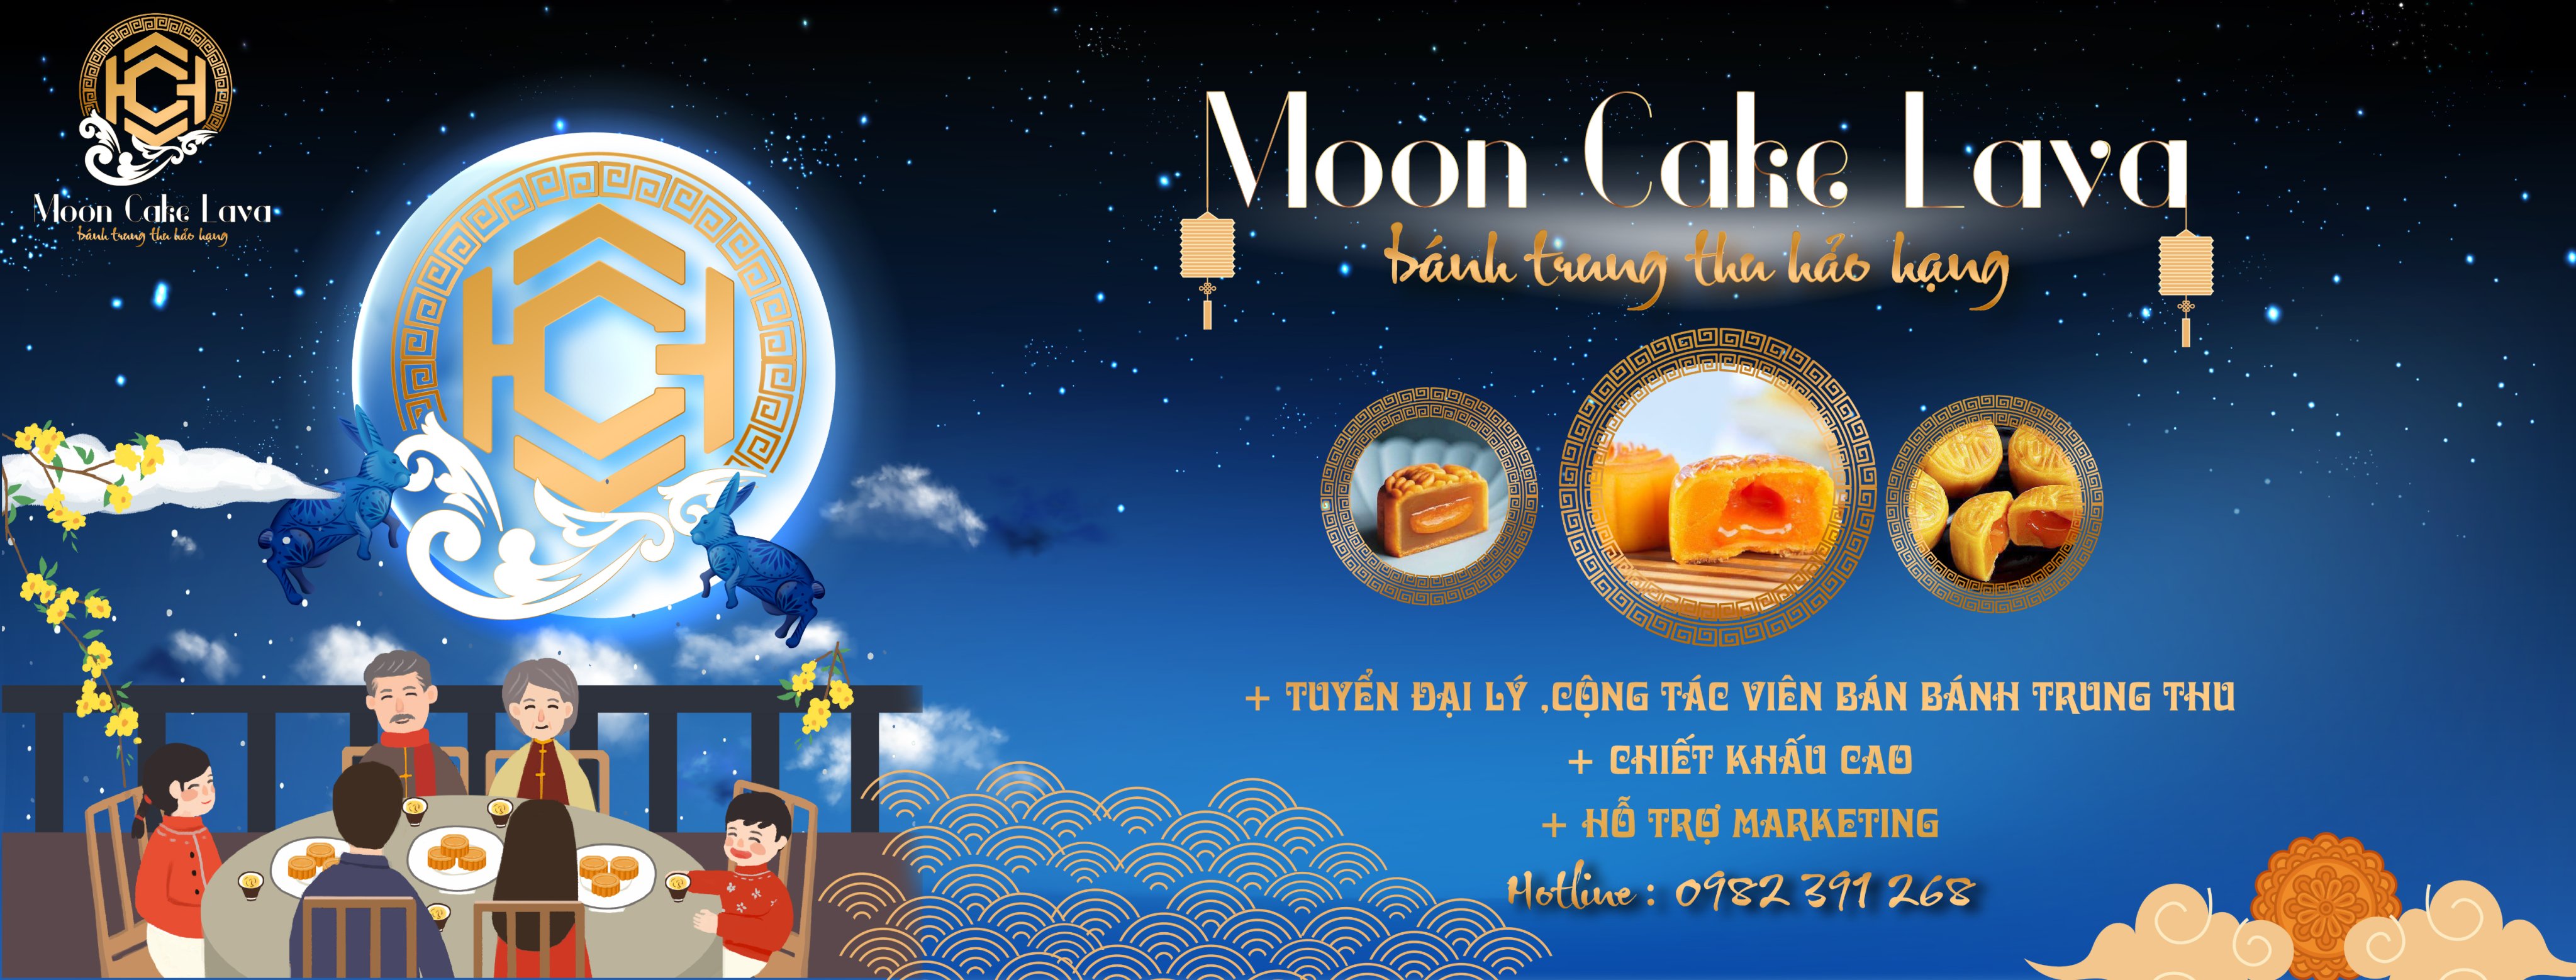 Moon Cake Lava
bánh trung thu hảo hạng
Moon Cake Lava
bánh trung thu hảo hạng
+ TUYỂN ĐẠI LÝ ,CỘNG TÁC VIÊN BÁN BÁNH TRUNG THU
+ CHIẾT KHẤU CAO
+ HỖ TRỢ MARKETING
Hotline : 0982 391 268